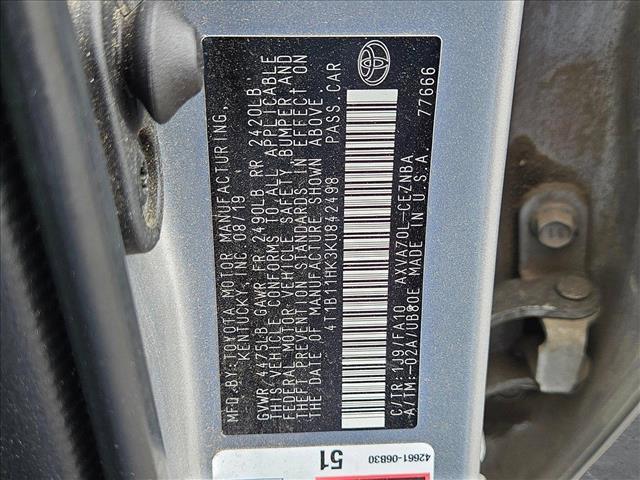 MFD BY: TOYOTA MOTOR MANUFACTURING,
KENTUCKY, INC 08/19
GVWR 4475LB GAWR FR 2490LB RR 2420LB.
THIS VEHICLE CONFORMS TO ALL APPLICABLE
FEDERAL MOTOR VEHICLE SAFETY, BUMPER AND
THEFT PREVENTION STANDARDS IN EFFECT ON
THE DATE OF MANUFACTURE SHOWN ABOVE.
4T1B11HK3KU842498 PASS. CAR
C/TR: 1J9/FA10 AXVA70L-CEZNBA
A/TM:-02A/UB80E MADE IN U.S.A. 77666
51
42661-06B30